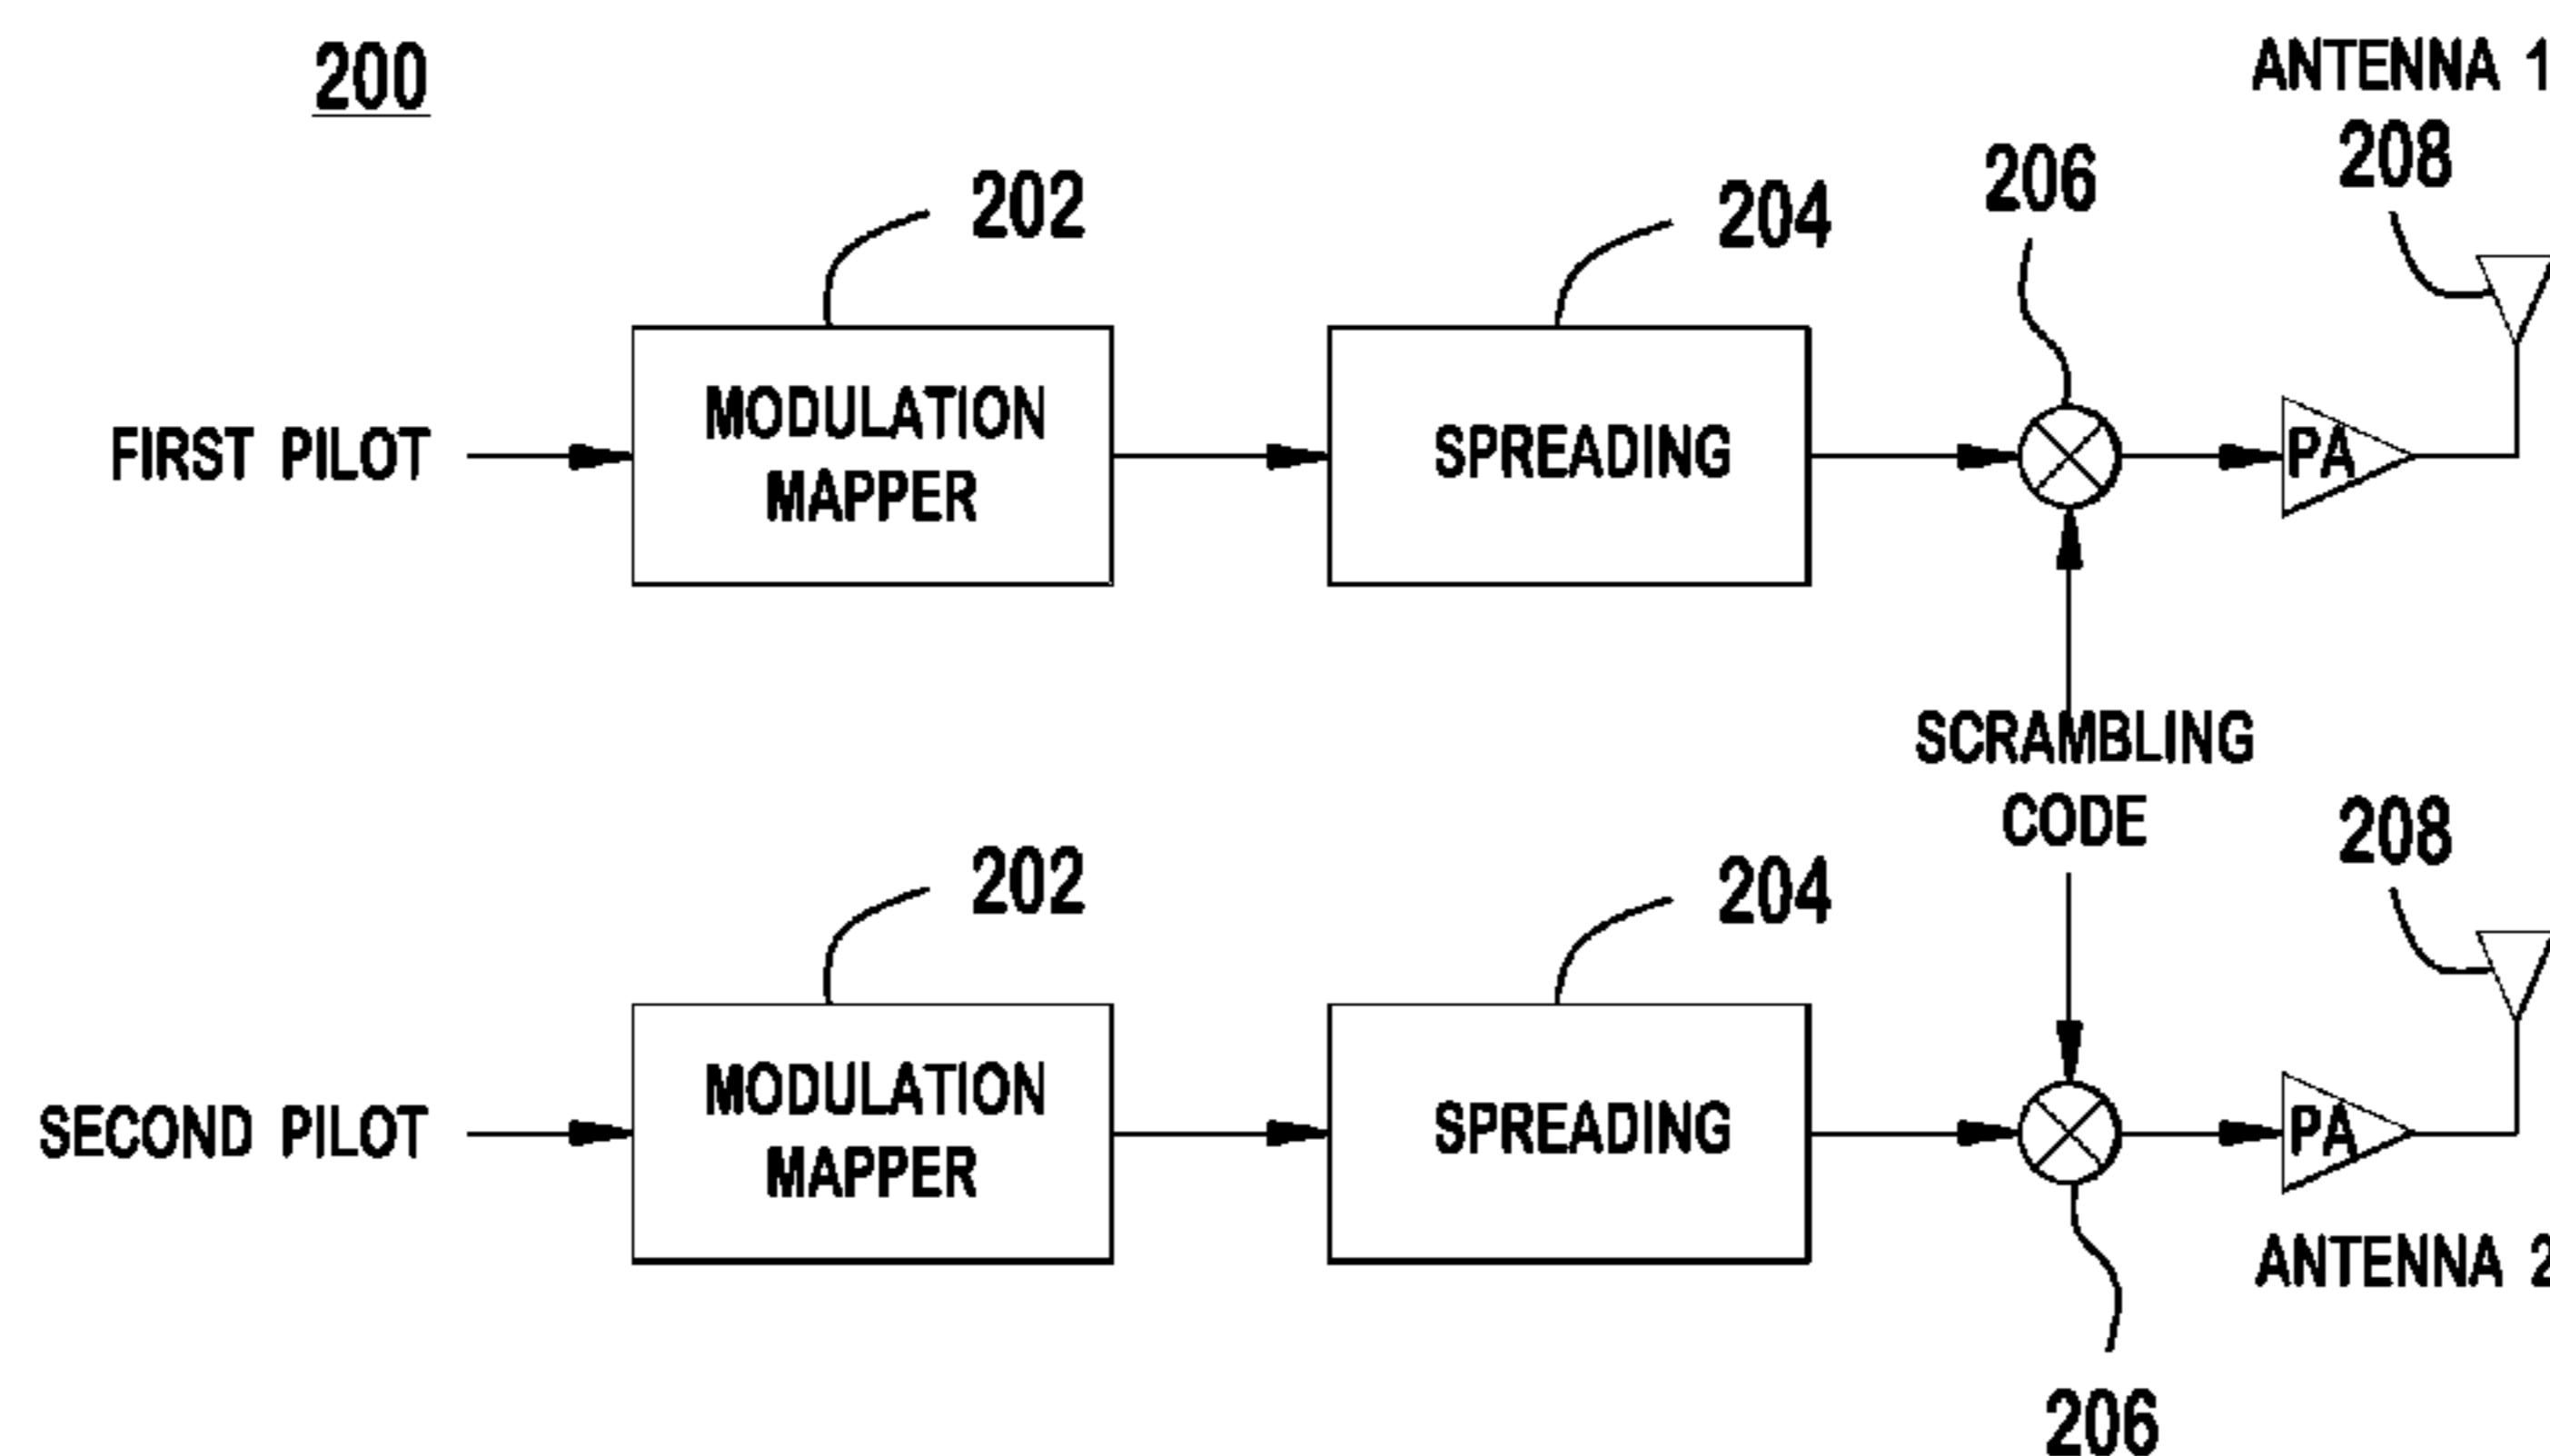 200
ANTENNA 1
208
202
204
206
FIRST PILOT
MODULATION
MAPPER
SPREADING
PA
SCRAMBLING
CODE
202
204
208
SECOND PILOT
MODULATION
MAPPER
SPREADING
PA
ANTENNA 2
206